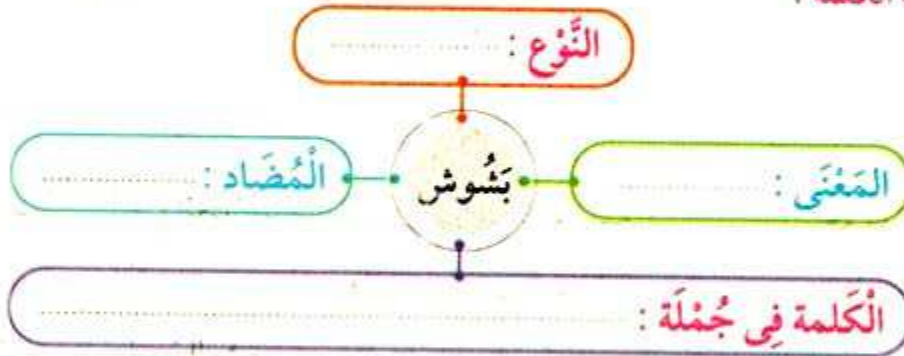 النَّوْع : ....................
المَعْنَى : ....................
بَشُوش
الْمُضَاد : ....................
الْكَلمة فِى جُمْلَة : ....................